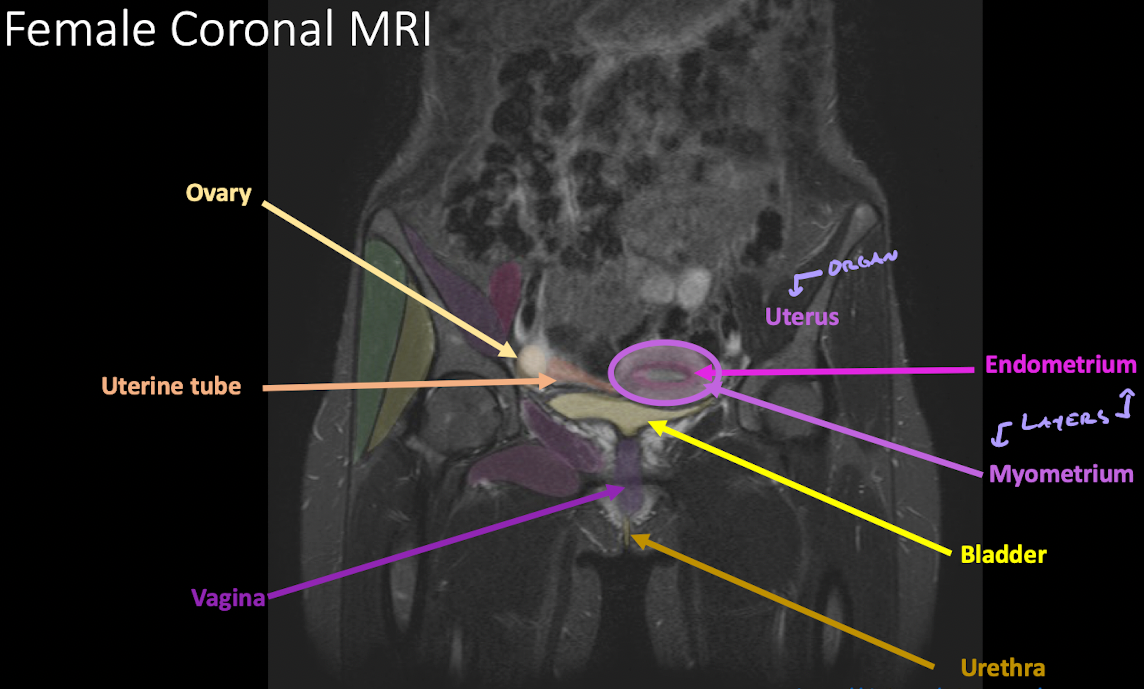 Female Coronal MRI
Ovary
ORGAN
Uterus
Endometrium
Uterine tube
LAYERS
Myometrium
Bladder
Vagina
Urethra